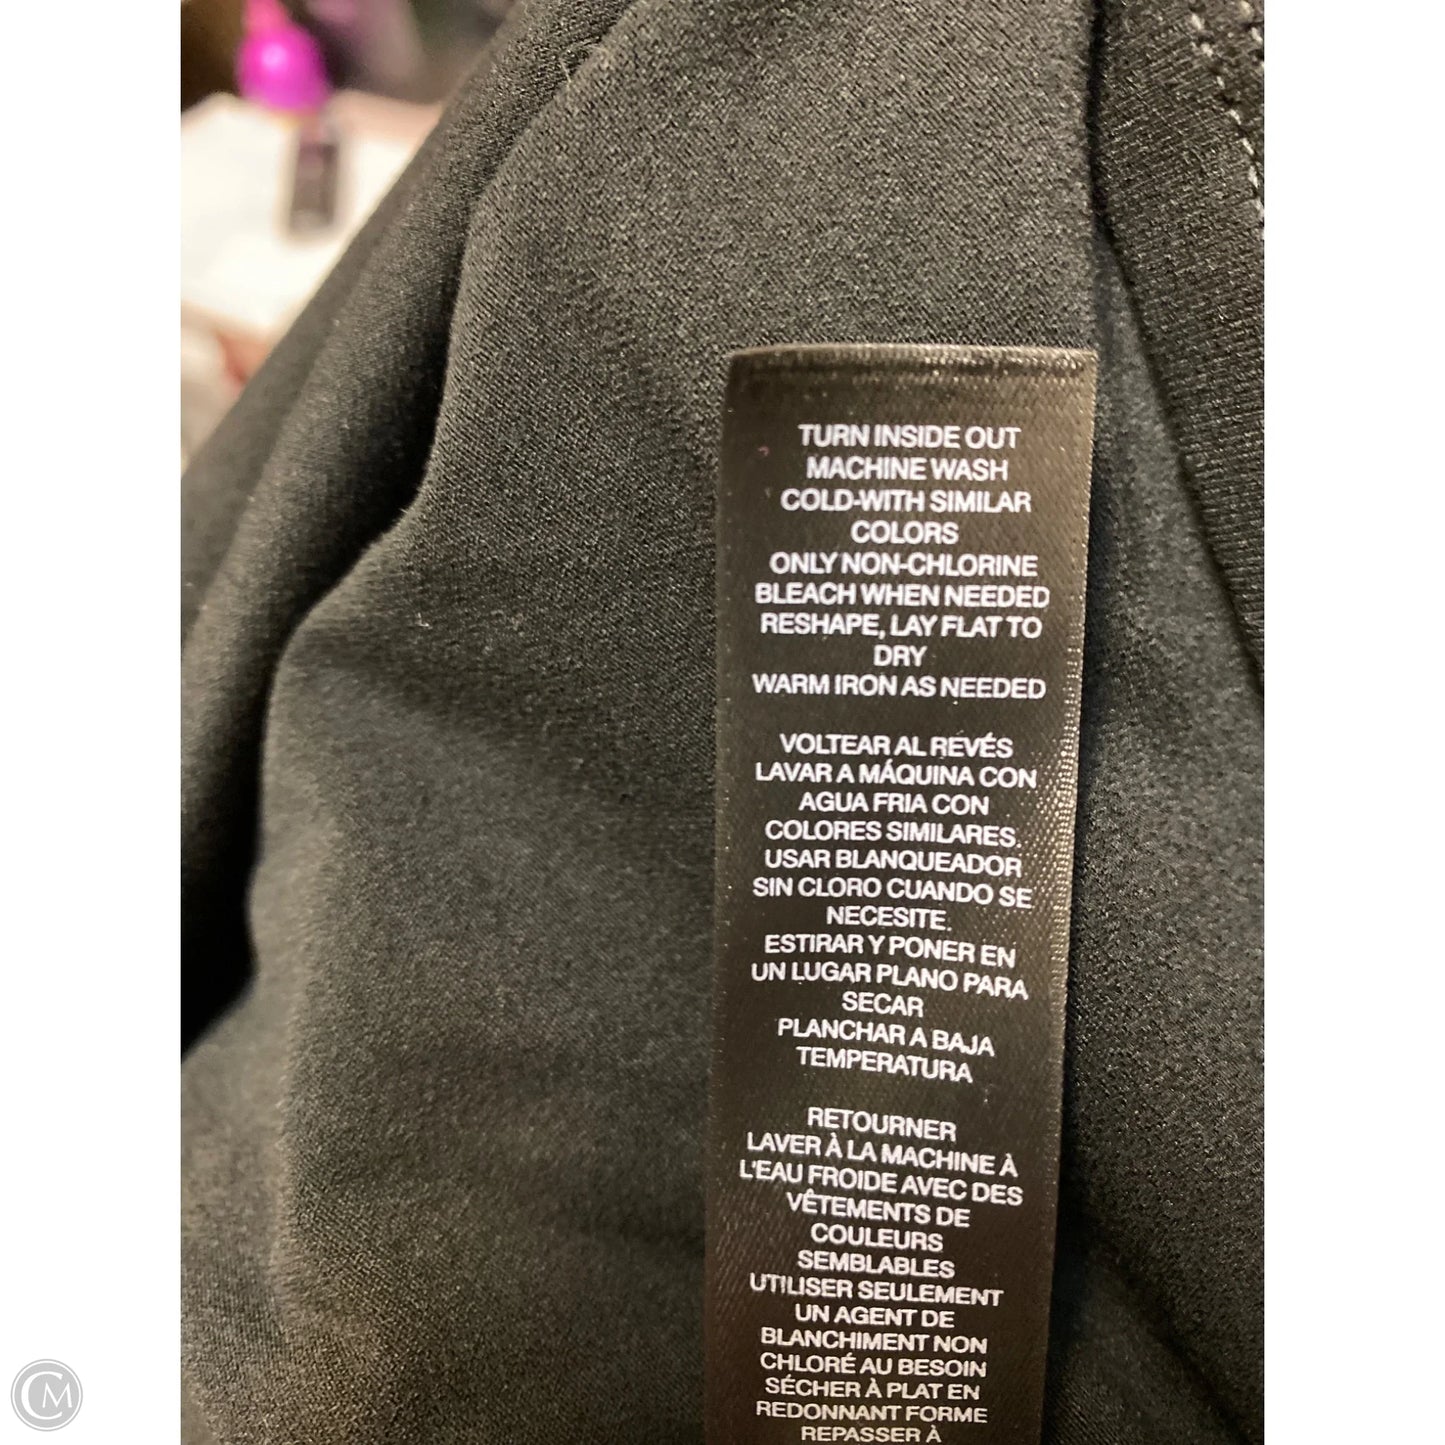 TURN INSIDE OUT
MACHINE WASH
COLD-WITH SIMILAR
COLORS
ONLY NON-CHLORINE
BLEACH WHEN NEEDED
RESHAPE, LAY FLAT TO
DRY
WARM IRON AS NEEDED
VOLTEAR AL REVÉS
LAVAR A MÁQUINA CON
AGUA FRIA CON
COLORES SIMILARES.
USAR BLANQUEADOR
SIN CLORO CUANDO SE
NECESITE.
ESTIRAR Y PONER EN
UN LUGAR PLANO PARA
SECAR
PLANCHAR A BAJA
TEMPERATURA
RETOURNER
LAVER À LA MACHINE À
L'EAU FROIDE AVEC DES
VÊTEMENTS DE
COULEURS
SEMBLABLES
UTILISER SEULEMENT
UN AGENT DE
BLANCHIMENT NON
CHLORÉ AU BESOIN
SÉCHER À PLAT EN
REDONNANT FORME
REPASSER À
CM